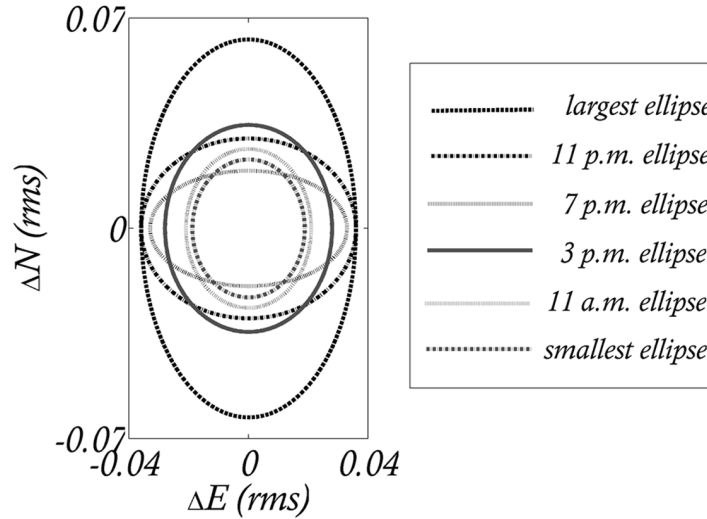 0.07
0
-0.07
ΔN (rms)
-0.04
0
0.04
ΔE (rms)
largest ellipse
11 p.m. ellipse
7 p.m. ellipse
3 p.m. ellipse
11 a.m. ellipse
smallest ellipse